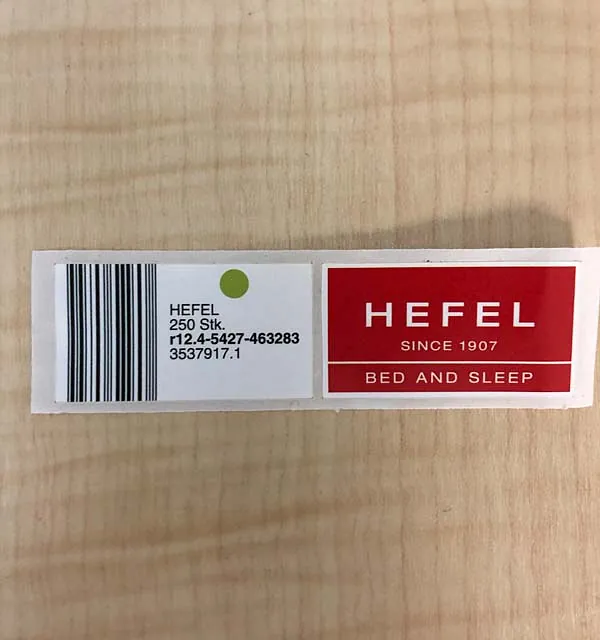 HEFEL
250 Stk.
r12.4-5427-463283
3537917.1
HEFEL
SINCE 1907
BED AND SLEEP